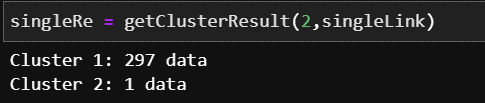 singleRe = getClusterResult(2,singleLink)
Cluster 1: 297 data
Cluster 2: 1 data